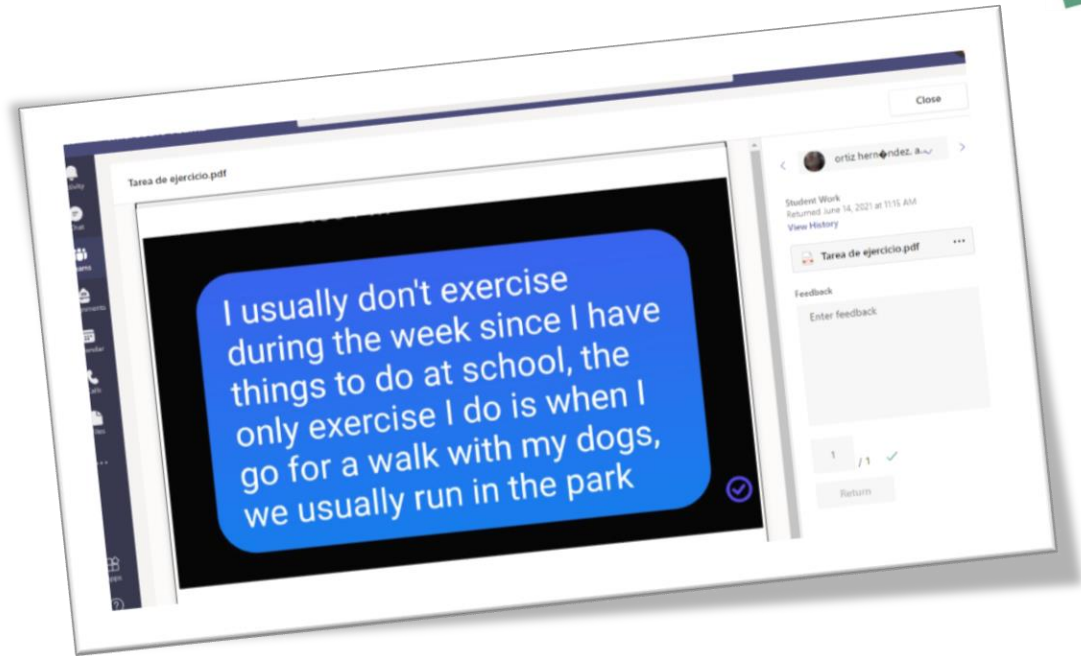 Close
Tarea de ejercicio.pdf
I usually don't exercise
during the week since I have
things to do at school, the
only exercise I do is when I
go for a walk with my dogs,
we usually run in the park
ortiz hern�ndez, a...
Student Work
Returned June 14, 2021 at 11:15 AM
View History
Tarea de ejercicio.pdf
...
Feedback
Enter feedback
1 / 1
Return